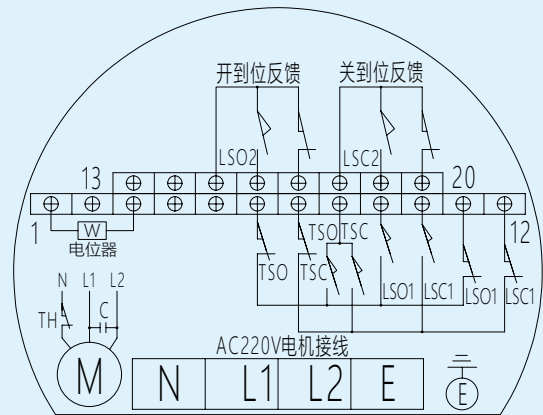 开到位反馈 关到位反馈
LSO2 LSC2
13 20
1 W 12
电位器
TSO TSC
TSO TSC LSO1 LSC1 LSO1 LSC1
N L1 L2
TH C
AC220V电机接线
M N L1 L2 E E